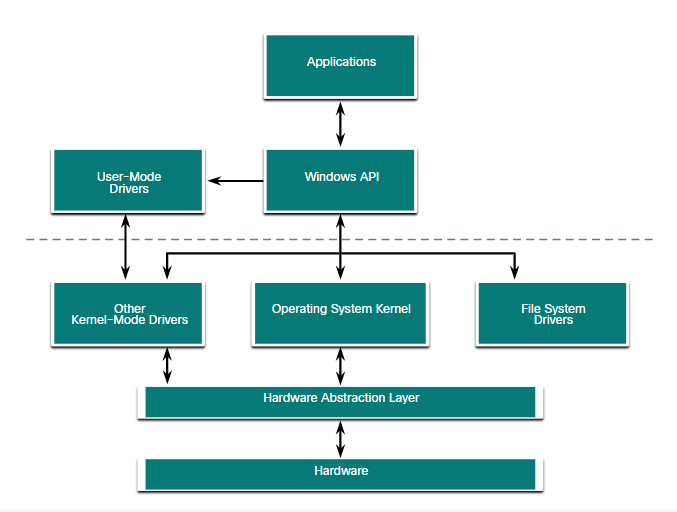 Applications
User-Mode
Drivers
Windows API
Other
Kernel-Mode Drivers
Operating System Kernel
File System
Drivers
Hardware Abstraction Layer
Hardware